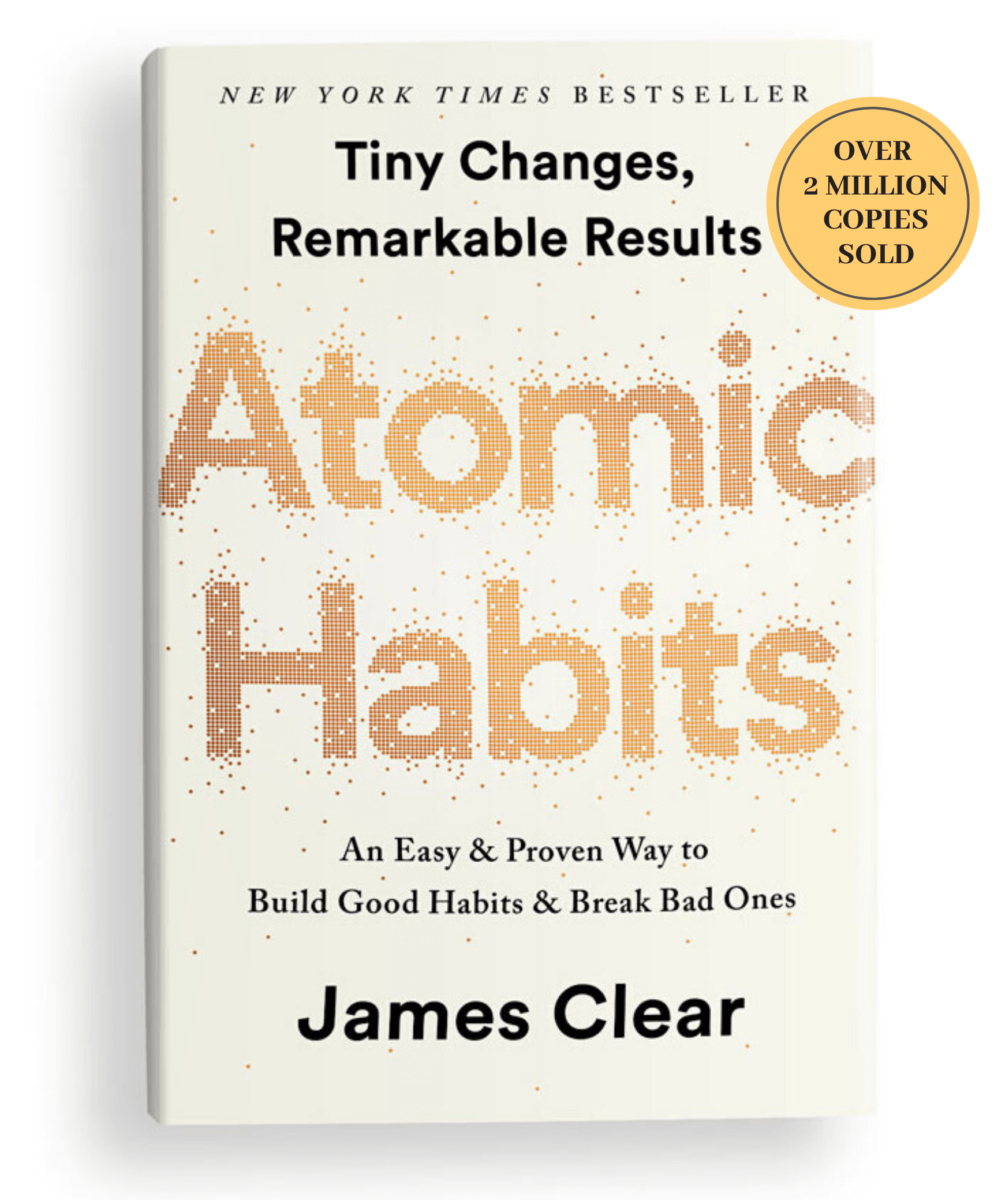 NEW YORK TIMES BESTSELLER
Tiny Changes,
Remarkable Results
OVER
2 MILLION
COPIES
SOLD
Atomic
Habits
An Easy & Proven Way to
Build Good Habits & Break Bad Ones
James Clear